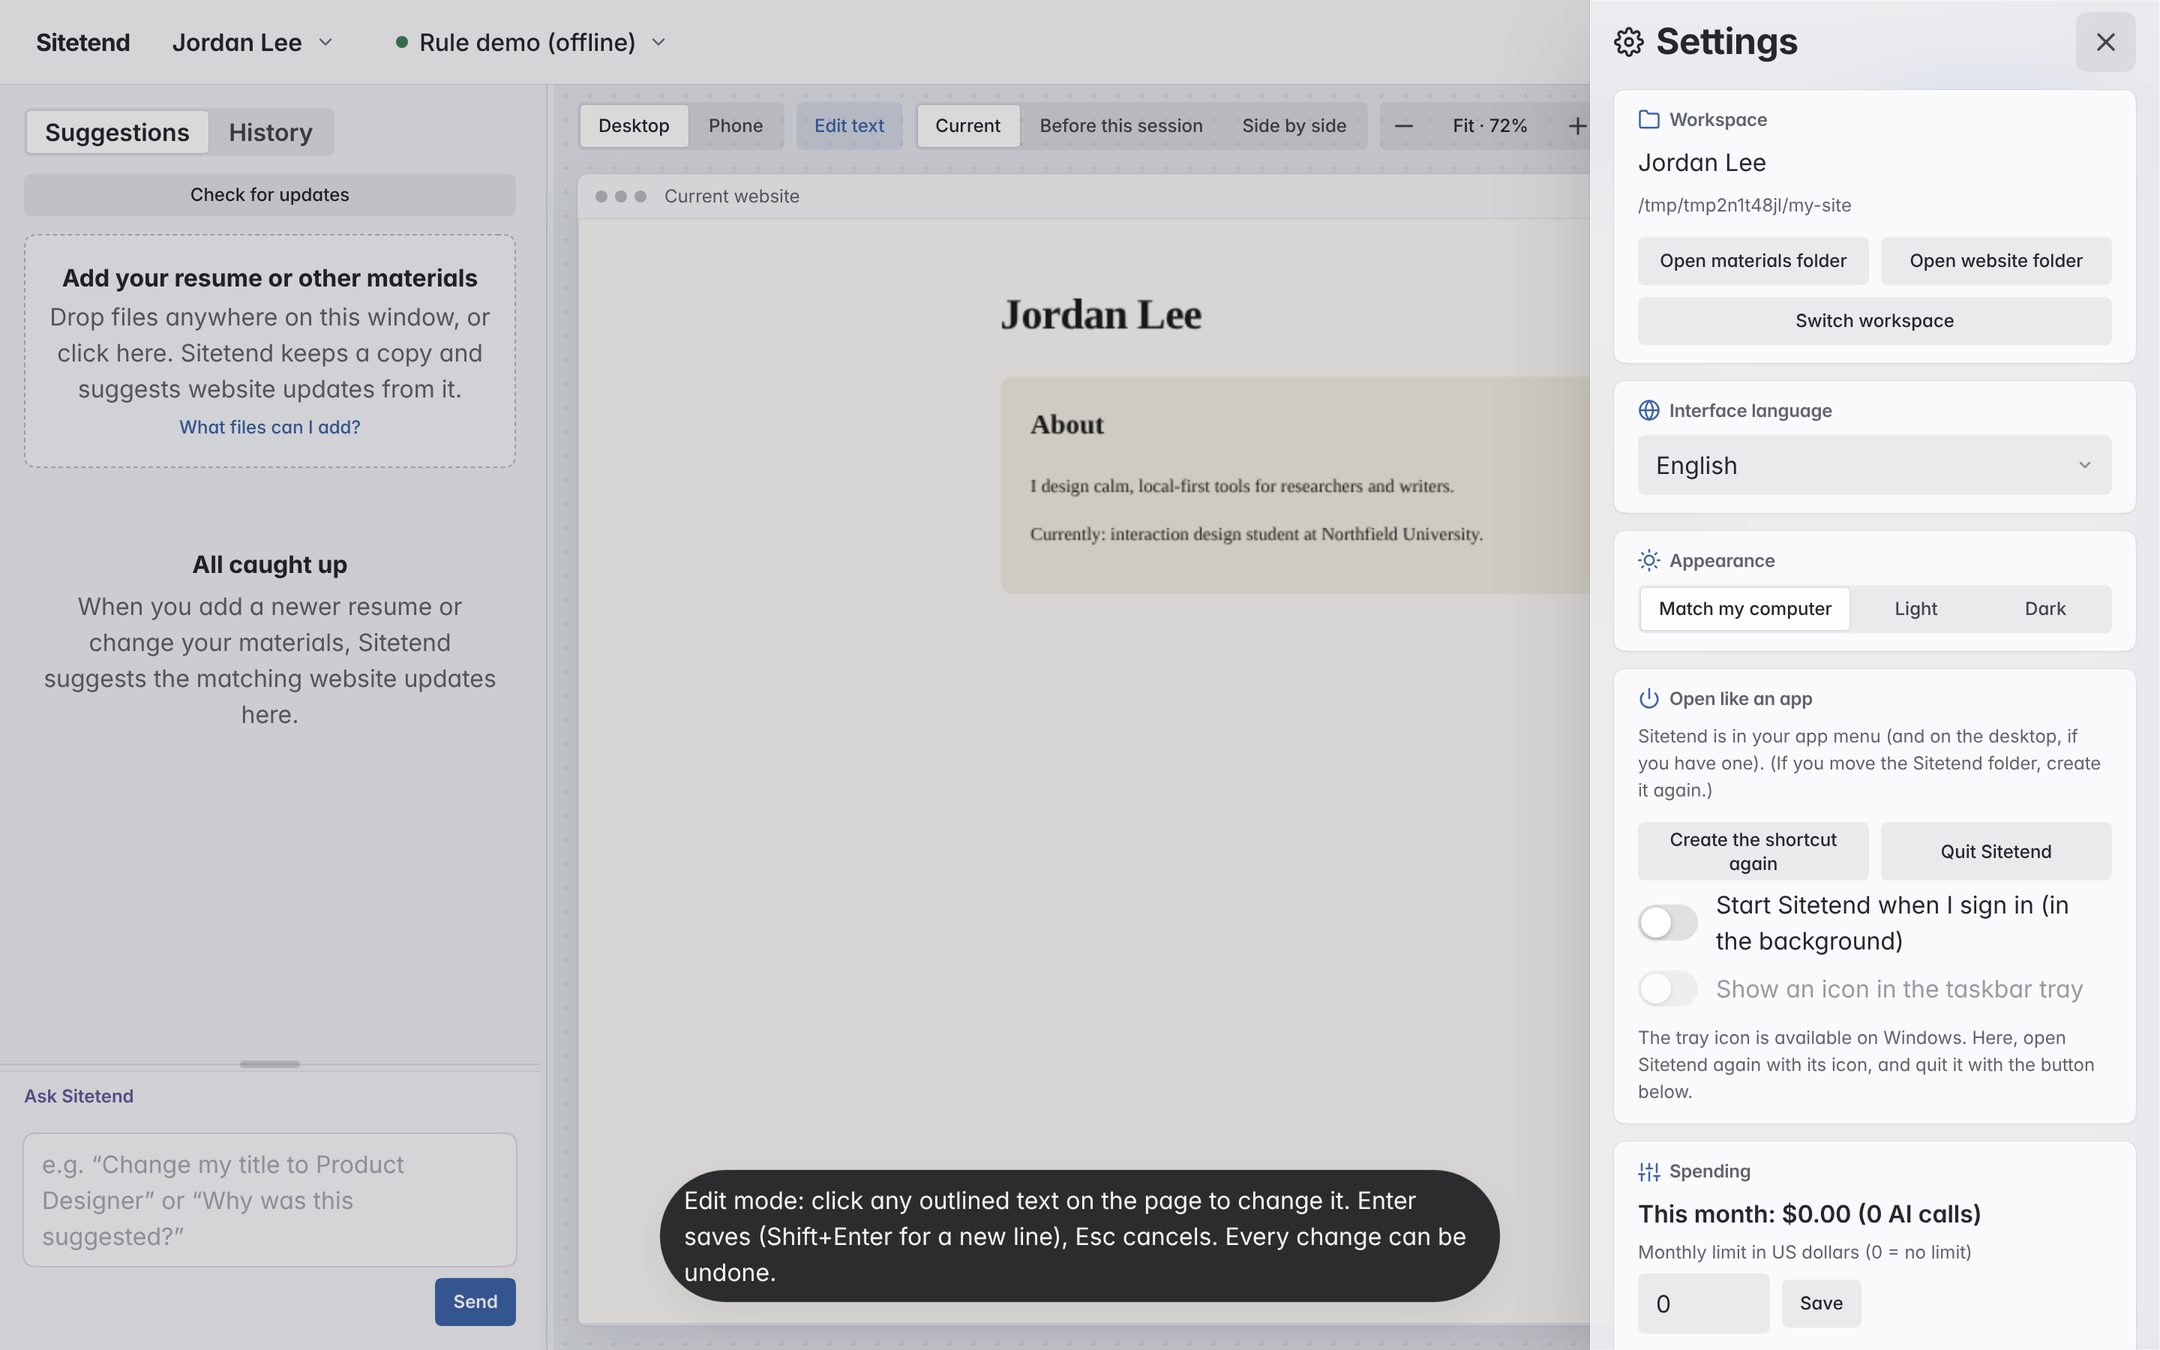 Sitetend
Jordan Lee
Rule demo (offline)
Suggestions
History
Check for updates
Add your resume or other materials
Drop files anywhere on this window, or
click here. Sitetend keeps a copy and
suggests website updates from it.
What files can I add?
All caught up
When you add a newer resume or
change your materials, Sitetend
suggests the matching website updates
here.
Ask Sitetend
e.g. “Change my title to Product
Designer” or “Why was this
suggested?”
Send
Desktop
Phone
Edit text
Current
Before this session
Side by side
Fit · 72%
Current website
Jordan Lee
About
I design calm, local-first tools for researchers and writers.
Currently: interaction design student at Northfield University.
Edit mode: click any outlined text on the page to change it. Enter
saves (Shift+Enter for a new line), Esc cancels. Every change can be
undone.
Settings
Workspace
Jordan Lee
/tmp/tmp2n1t48jl/my-site
Open materials folder
Open website folder
Switch workspace
Interface language
English
Appearance
Match my computer
Light
Dark
Open like an app
Sitetend is in your app menu (and on the desktop, if
you have one). (If you move the Sitetend folder, create
it again.)
Create the shortcut
again
Quit Sitetend
Start Sitetend when I sign in (in
the background)
Show an icon in the taskbar tray
The tray icon is available on Windows. Here, open
Sitetend again with its icon, and quit it with the button
below.
Spending
This month: $0.00 (0 AI calls)
Monthly limit in US dollars (0 = no limit)
0
Save